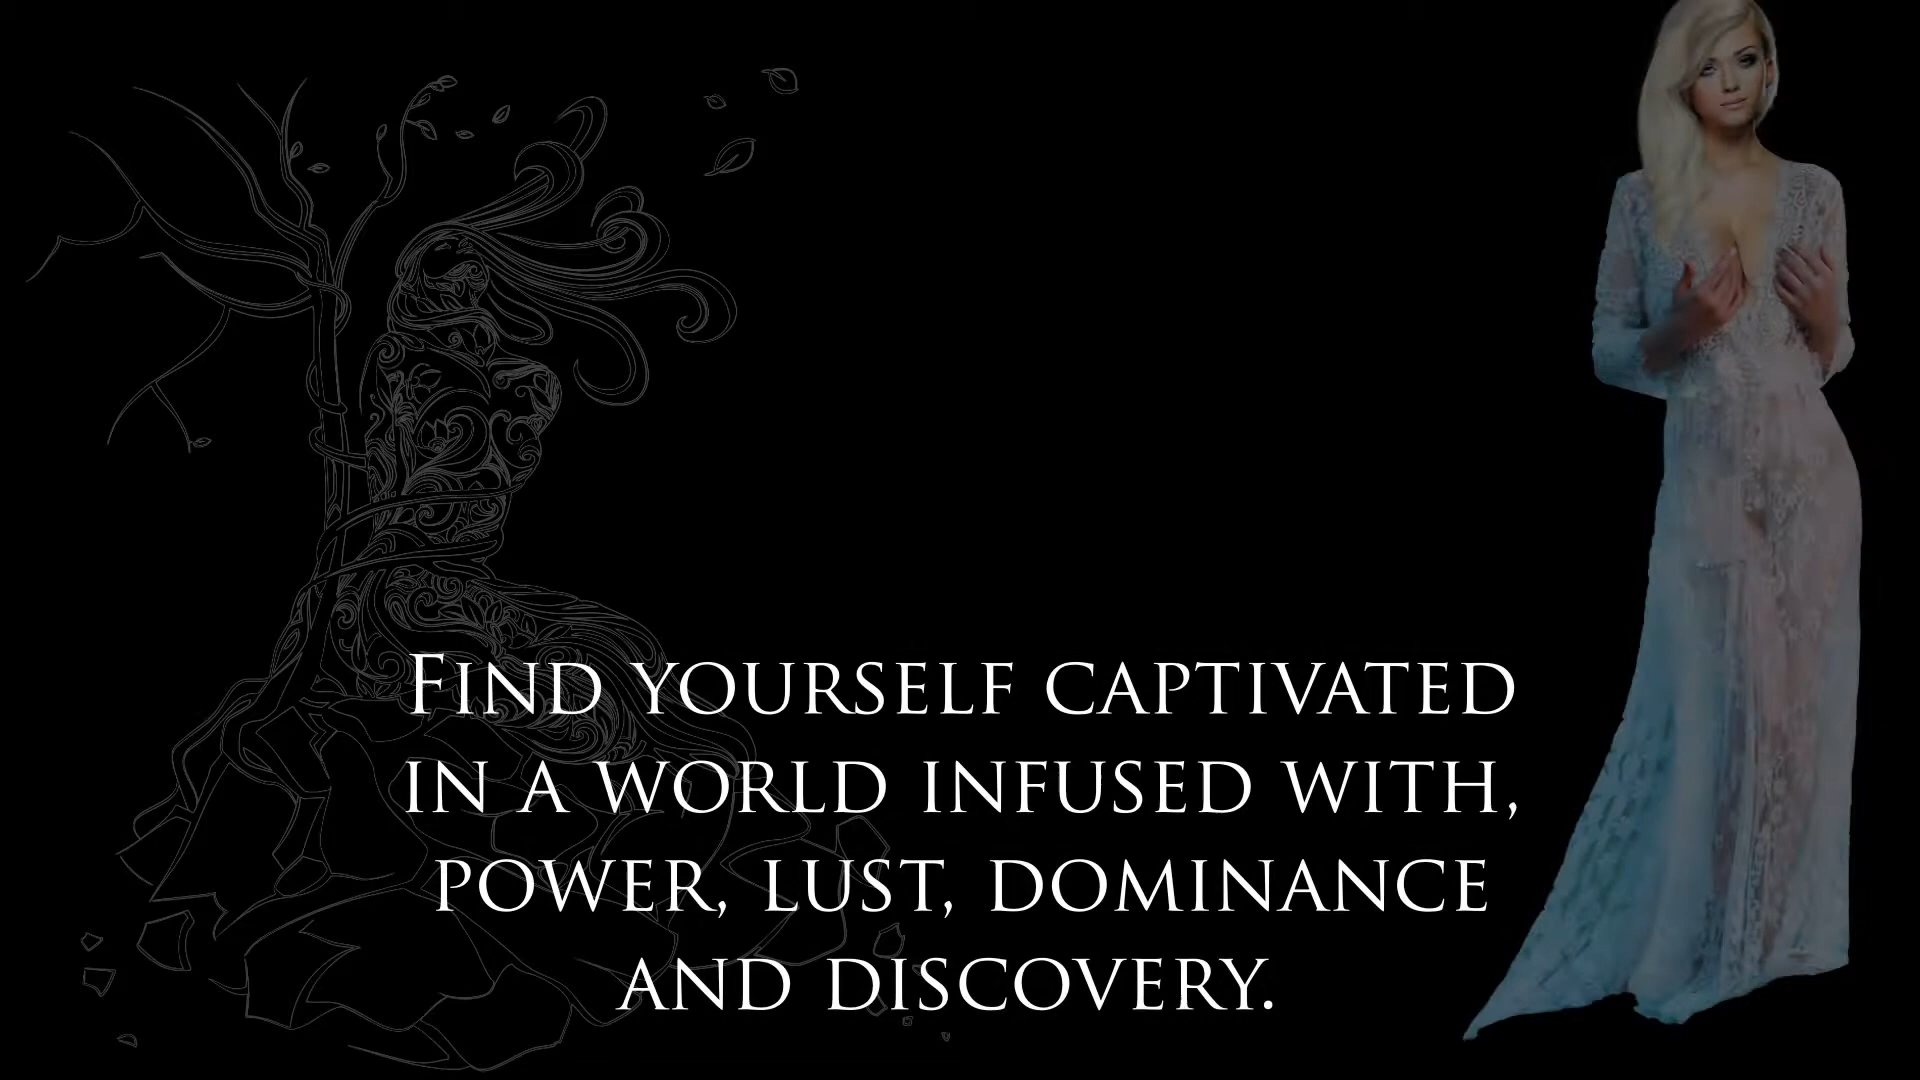 Find yourself captivated
in a world infused with,
power, lust, dominance
and discovery.